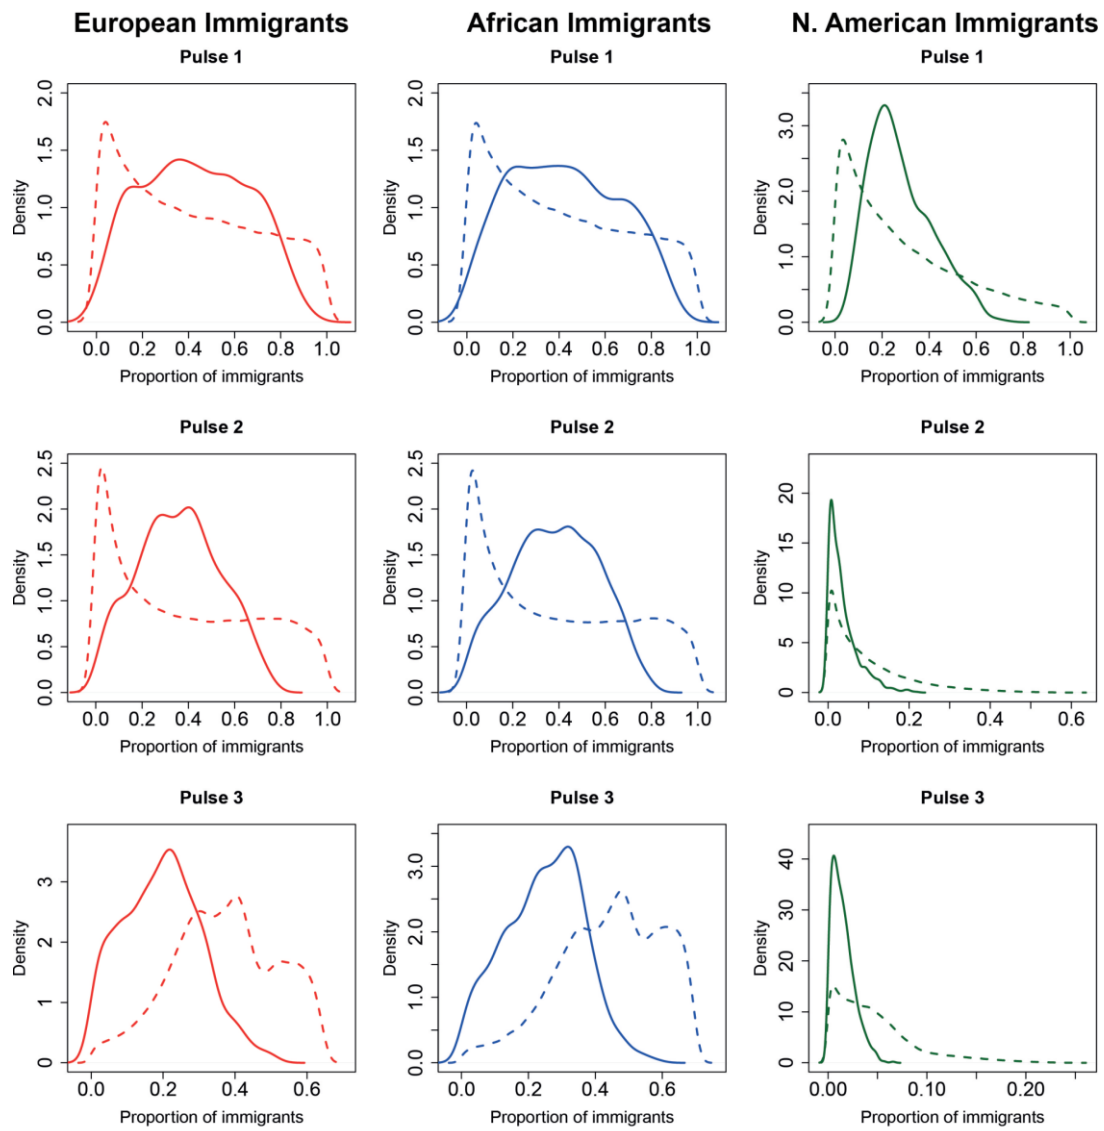 European Immigrants
African Immigrants
N. American Immigrants
Pulse 1
Pulse 1
Pulse 1
Density
0.0 0.5 1.0 1.5 2.0
0.0 0.2 0.4 0.6 0.8 1.0
Proportion of immigrants
Density
0.0 0.5 1.0 1.5 2.0
0.0 0.2 0.4 0.6 0.8 1.0
Proportion of immigrants
Density
0.0 1.0 2.0 3.0
0.0 0.2 0.4 0.6 0.8 1.0
Proportion of immigrants
Pulse 2
Pulse 2
Pulse 2
Density
0.0 0.5 1.0 1.5 2.0 2.5
0.0 0.2 0.4 0.6 0.8 1.0
Proportion of immigrants
Density
0.0 0.5 1.0 1.5 2.0 2.5
0.0 0.2 0.4 0.6 0.8 1.0
Proportion of immigrants
Density
0 5 10 15 20
0.0 0.2 0.4 0.6
Proportion of immigrants
Pulse 3
Pulse 3
Pulse 3
Density
0 1 2 3
0.0 0.2 0.4 0.6
Proportion of immigrants
Density
0.0 1.0 2.0 3.0
0.0 0.2 0.4 0.6
Proportion of immigrants
Density
0 10 20 30 40
0.00 0.10 0.20
Proportion of immigrants